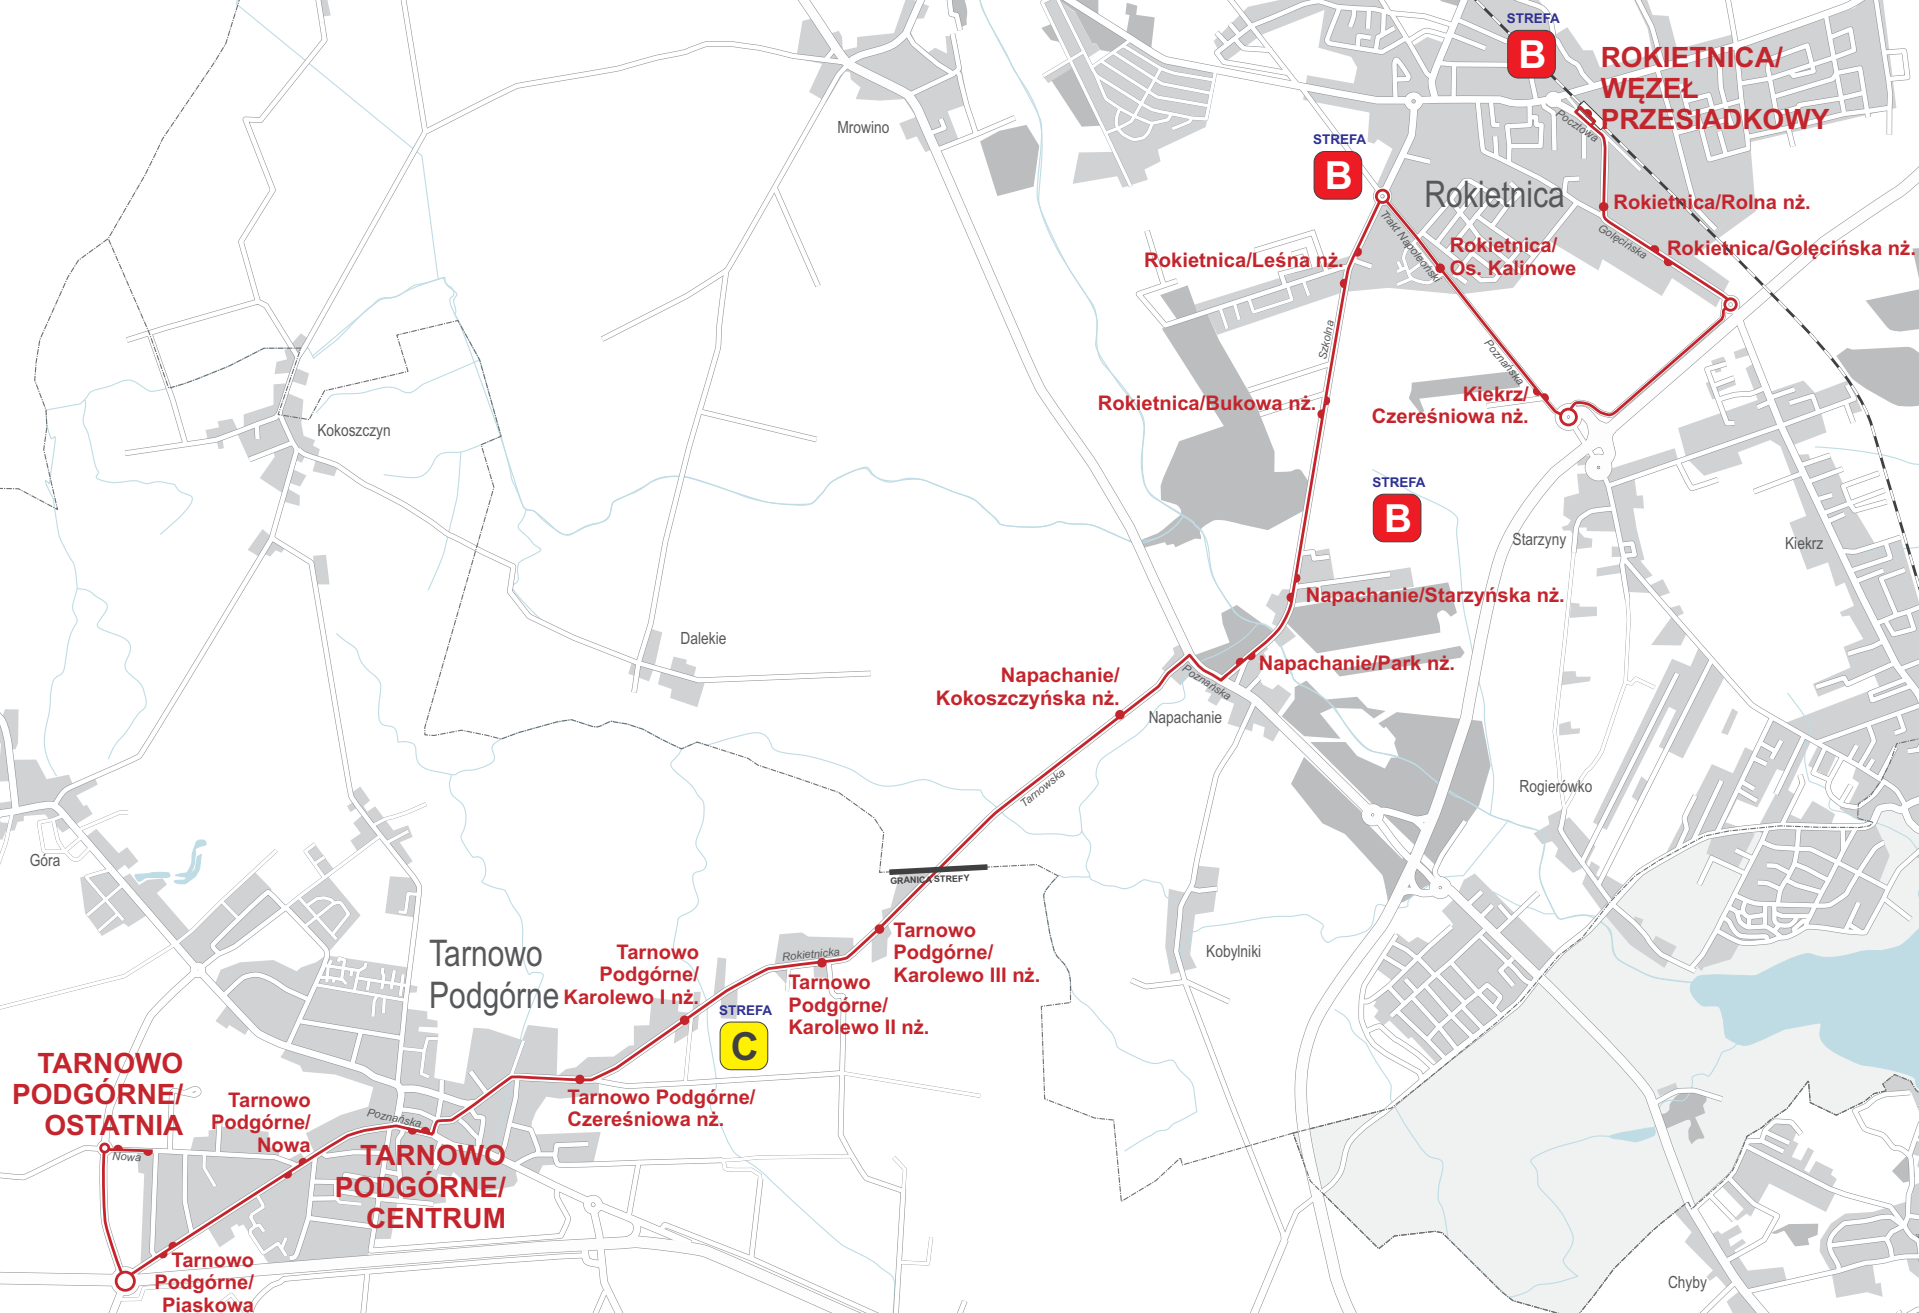 STREFA
B
ROKIETNICA/
WĘZEŁ
PRZESIADKOWY
Pocztowa
Mrowino
STREFA
B
Rokietnica
Rokietnica/Rolna nż.
Golęcińska
Rokietnica/Golęcińska nż.
Trakt Napoleoński
Rokietnica/
Os. Kalinowe
Rokietnica/Leśna nż.
Szkolna
Poznańska
Kiekrz/
Czereśniowa nż.
Rokietnica/Bukowa nż.
Kokoszczyn
STREFA
B
Starzyny
Kiekrz
Napachanie/Starzyńska nż.
Dalekie
Napachanie/Park nż.
Napachanie/
Kokoszczyńska nż.
Poznańska
Napachanie
Tarnowska
Rogierówko
Góra
GRANICA STREFY
Tarnowo
Podgórne
Tarnowo
Podgórne/
Karolewo I nż.
Rokietnicka
Tarnowo
Podgórne/
Karolewo II nż.
Tarnowo
Podgórne/
Karolewo III nż.
Kobylniki
STREFA
C
TARNOWO
PODGÓRNE/
OSTATNIA
Nowa
Tarnowo
Podgórne/
Nowa
Poznańska
Tarnowo Podgórne/
Czereśniowa nż.
TARNOWO
PODGÓRNE/
CENTRUM
Tarnowo
Podgórne/
Piaskowa
Chyby